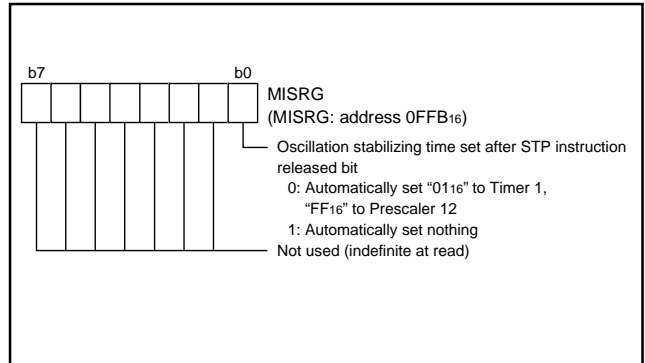 b7 b0
MISRG
(MISRG: address 0FFB16)
Oscillation stabilizing time set after STP instruction
released bit
0: Automatically set “0116” to Timer 1,
“FF16” to Prescaler 12
1: Automatically set nothing
Not used (indefinite at read)